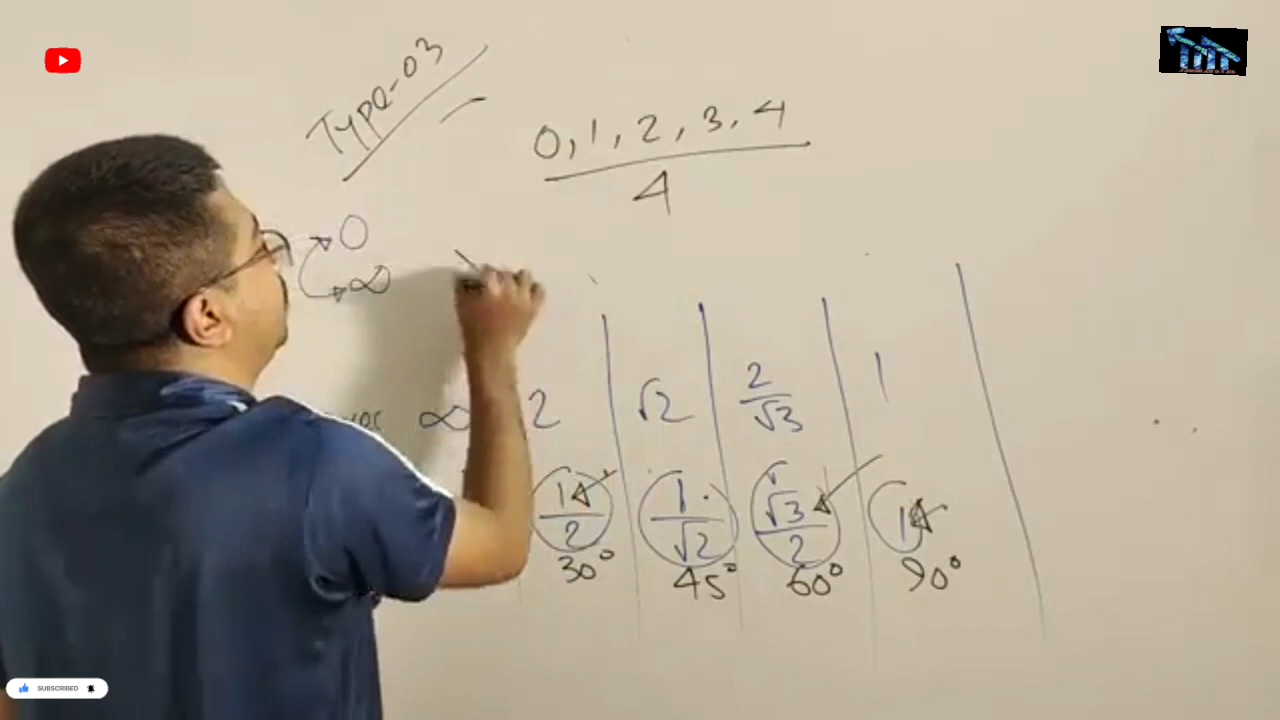 Type-03
0, 1, 2, 3, 4
4
0
∞
∞ 2 √2 2/√3 1
1/2 1/√2 √3/2 1
30° 45° 60° 90°
SUBSCRIBED